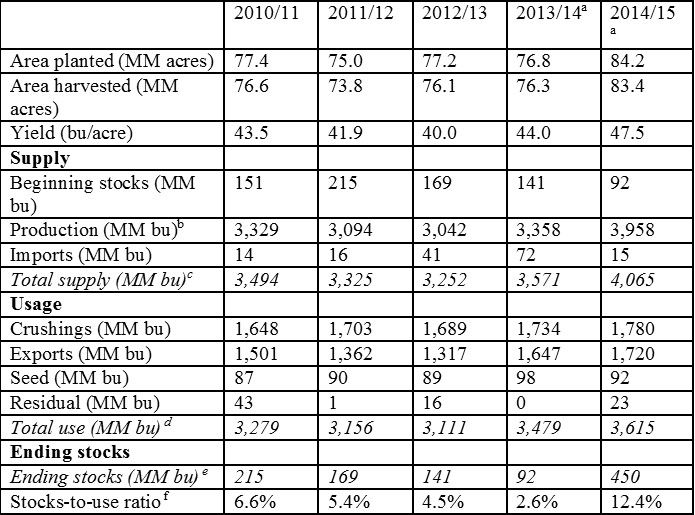 2010/11 2011/12 2012/13 2013/14a 2014/15
a
Area planted (MM acres) 77.4 75.0 77.2 76.8 84.2
Area harvested (MM 76.6 73.8 76.1 76.3 83.4
acres)
Yield (bu/acre) 43.5 41.9 40.0 44.0 47.5
Supply
Beginning stocks (MM 151 215 169 141 92
bu)
Production (MM bu)b 3,329 3,094 3,042 3,358 3,958
Imports (MM bu) 14 16 41 72 15
Total supply (MM bu)c 3,494 3,325 3,252 3,571 4,065
Usage
Crushings (MM bu) 1,648 1,703 1,689 1,734 1,780
Exports (MM bu) 1,501 1,362 1,317 1,647 1,720
Seed (MM bu) 87 90 89 98 92
Residual (MM bu) 43 1 16 0 23
Total use (MM bu) d 3,279 3,156 3,111 3,479 3,615
Ending stocks
Ending stocks (MM bu) e 215 169 141 92 450
Stocks-to-use ratio f 6.6% 5.4% 4.5% 2.6% 12.4%